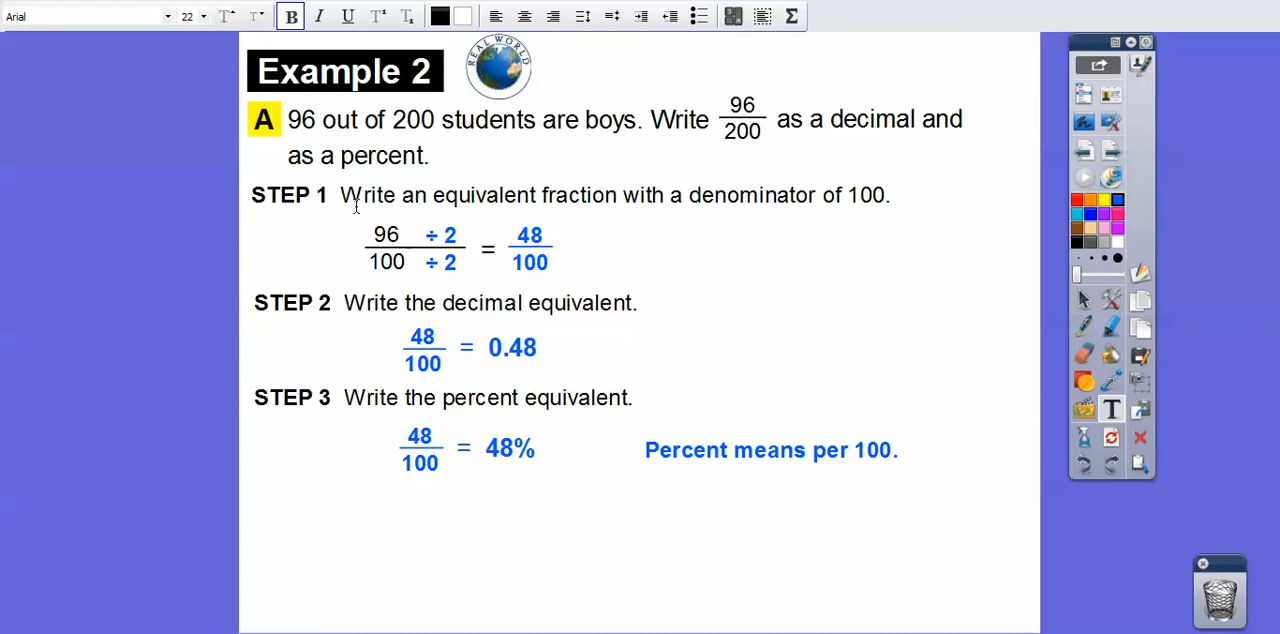 Arial 22 B I U T T Σ
Example 2 REAL WORLD
A 96 out of 200 students are boys. Write 96/200 as a decimal and
as a percent.
STEP 1 Write an equivalent fraction with a denominator of 100.
96 ÷ 2 / 100 ÷ 2 = 48/100
STEP 2 Write the decimal equivalent.
48/100 = 0.48
STEP 3 Write the percent equivalent.
48/100 = 48% Percent means per 100.
T